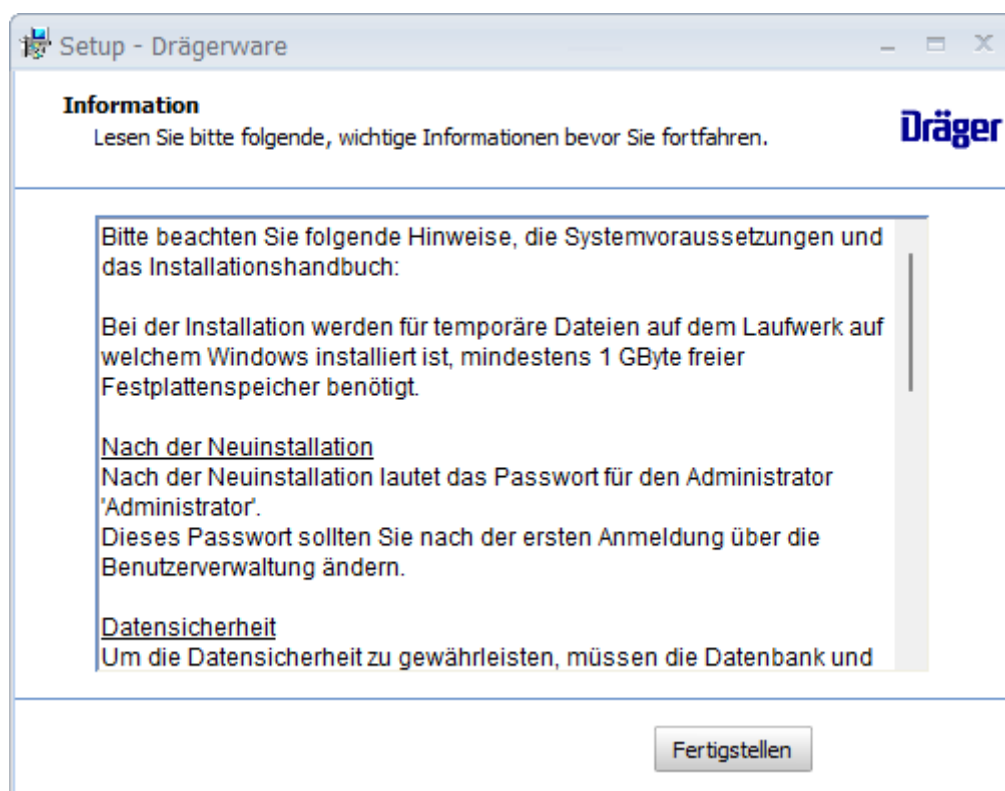 Setup - Drägerware
Information
Lesen Sie bitte folgende, wichtige Informationen bevor Sie fortfahren.
Dräger
Bitte beachten Sie folgende Hinweise, die Systemvoraussetzungen und
das Installationshandbuch:
Bei der Installation werden für temporäre Dateien auf dem Laufwerk auf
welchem Windows installiert ist, mindestens 1 GByte freier
Festplattenspeicher benötigt.
Nach der Neuinstallation
Nach der Neuinstallation lautet das Passwort für den Administrator
'Administrator'.
Dieses Passwort sollten Sie nach der ersten Anmeldung über die
Benutzerverwaltung ändern.
Datensicherheit
Um die Datensicherheit zu gewährleisten, müssen die Datenbank und
Fertigstellen